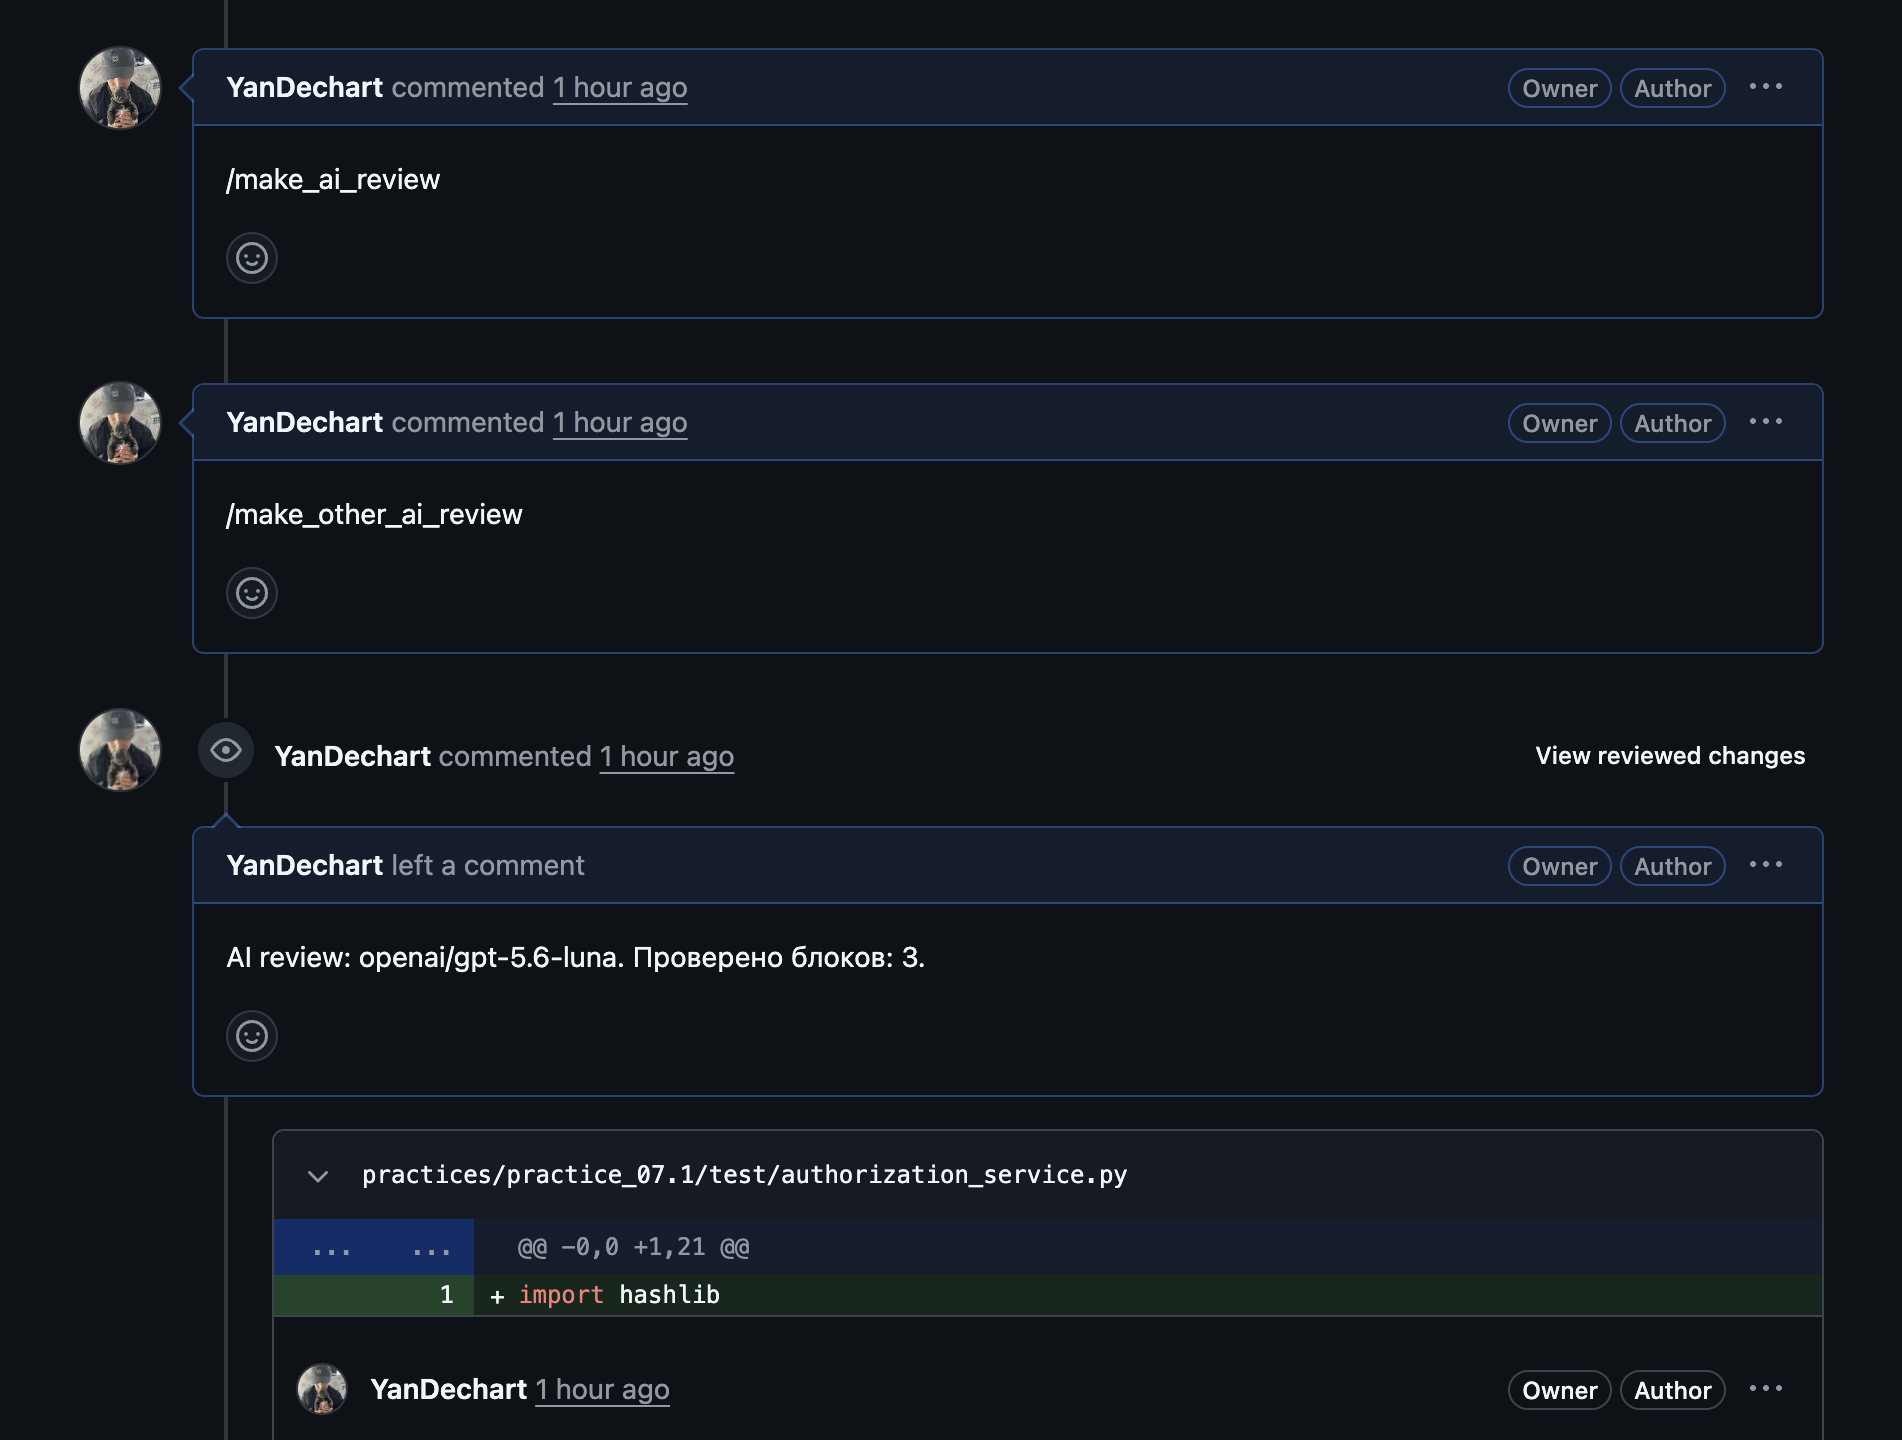 YanDechart commented 1 hour ago Owner Author ...
/make_ai_review
YanDechart commented 1 hour ago Owner Author ...
/make_other_ai_review
YanDechart commented 1 hour ago View reviewed changes
YanDechart left a comment Owner Author ...
AI review: openai/gpt-5.6-luna. Проверено блоков: 3.
practices/practice_07.1/test/authorization_service.py
... ... @@ -0,0 +1,21 @@
1 + import hashlib
YanDechart 1 hour ago Owner Author ...